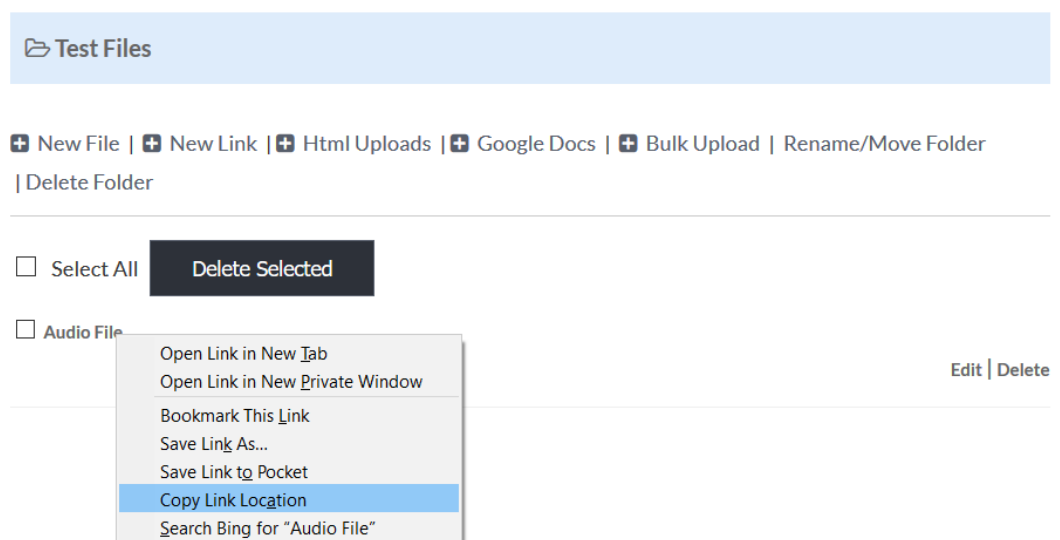 Test Files
New File | New Link | Html Uploads | Google Docs | Bulk Upload | Rename/Move Folder
| Delete Folder
Select All Delete Selected
Audio File
Open Link in New Tab
Open Link in New Private Window
Edit | Delete
Bookmark This Link
Save Link As...
Save Link to Pocket
Copy Link Location
Search Bing for “Audio File”